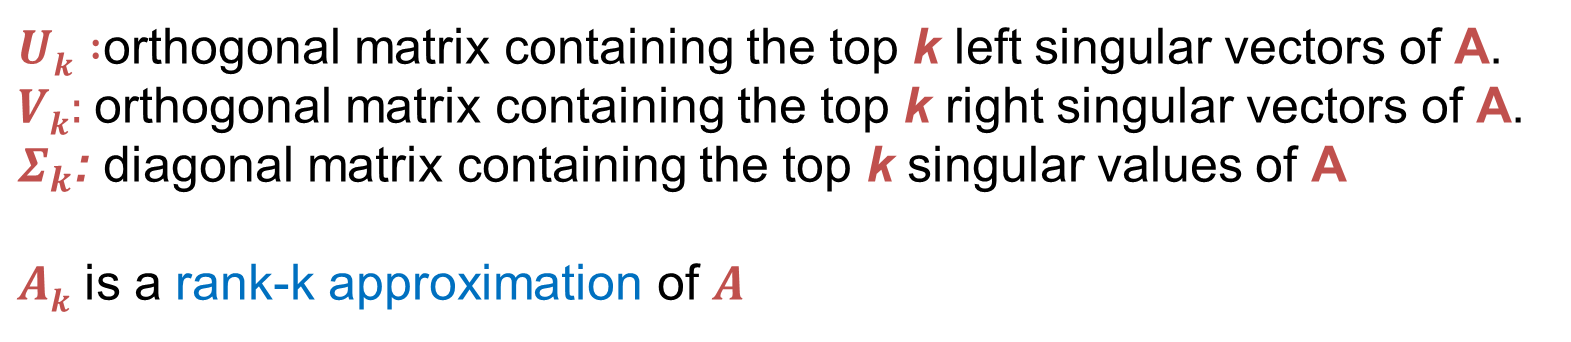 U_k :orthogonal matrix containing the top k left singular vectors of A.
V_k: orthogonal matrix containing the top k right singular vectors of A.
Σ_k: diagonal matrix containing the top k singular values of A
A_k is a rank-k approximation of A